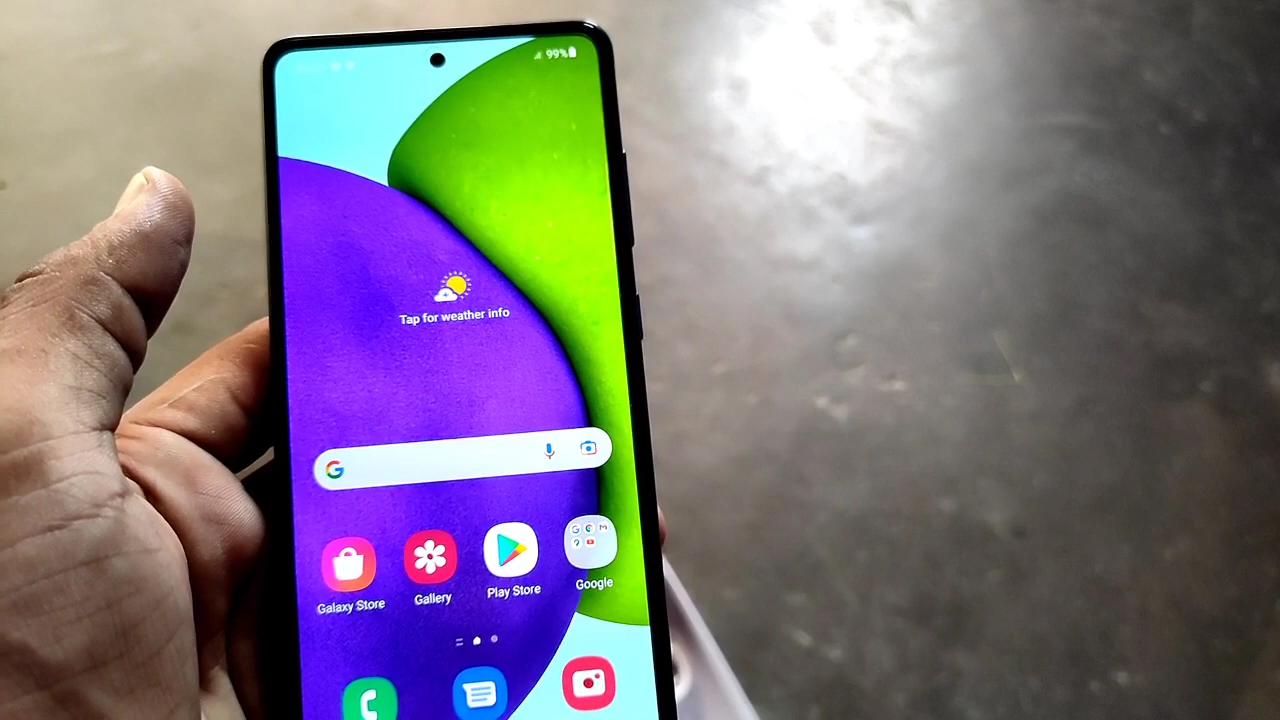 99%
Tap for weather info
Galaxy Store
Gallery
Play Store
Google